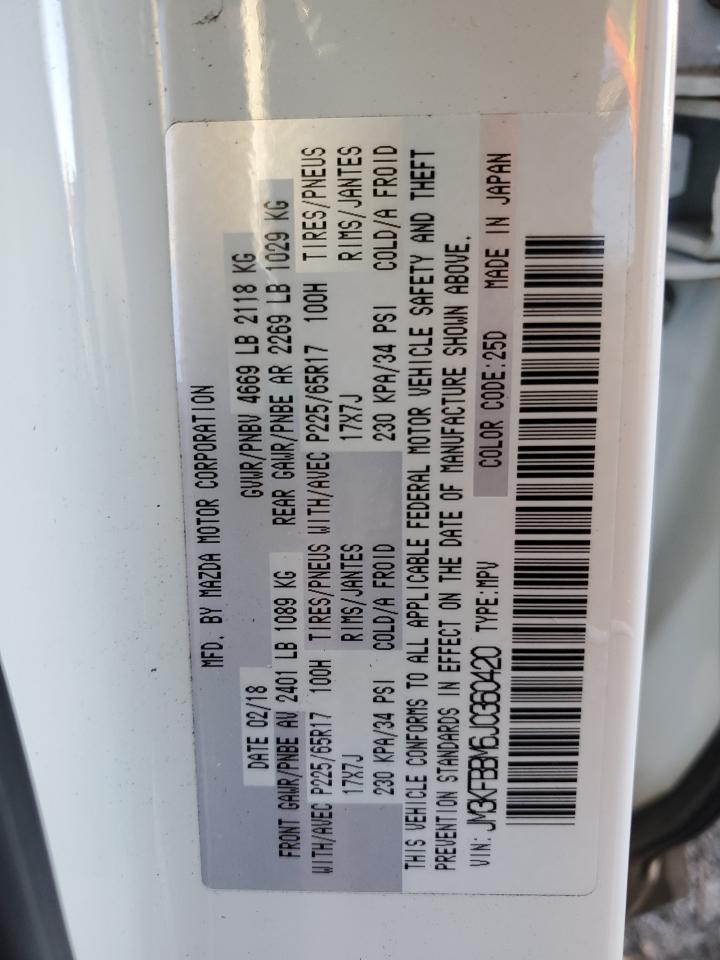 MFD. BY MAZDA MOTOR CORPORATION
DATE 02/18 GVWR/PNBV 4669 LB 2118 KG
FRONT GAWR/PNBE AV 2401 LB 1089 KG REAR GAWR/PNBE AR 2269 LB 1029 KG
WITH/AVEC P225/65R17 100H TIRES/PNEUS WITH/AVEC P225/65R17 100H TIRES/PNEUS
17X7J RIMS/JANTES 17X7J RIMS/JANTES
230 KPA/34 PSI COLD/A FROID 230 KPA/34 PSI COLD/A FROID
THIS VEHICLE CONFORMS TO ALL APPLICABLE FEDERAL MOTOR VEHICLE SAFETY AND THEFT
PREVENTION STANDARDS IN EFFECT ON THE DATE OF MANUFACTURE SHOWN ABOVE.
VIN: JM3KFBBM6J0360420 TYPE:MPV COLOR CODE:25D MADE IN JAPAN